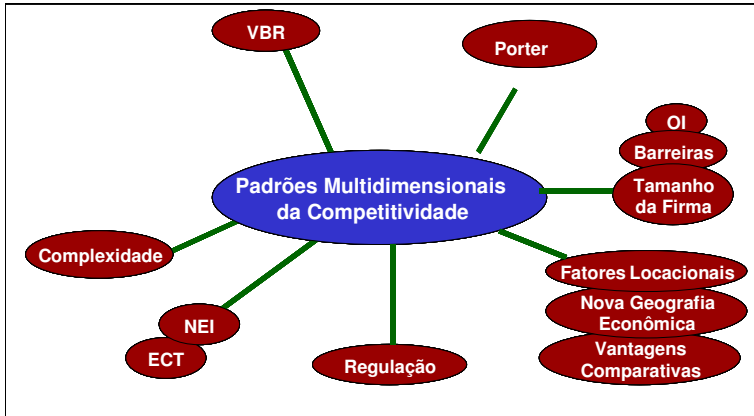 VBR
Porter
OI
Barreiras
Tamanho
da Firma
Padrões Multidimensionais
da Competitividade
Complexidade
Fatores Locacionais
Nova Geografia
Econômica
Vantagens
Comparativas
NEI
ECT
Regulação